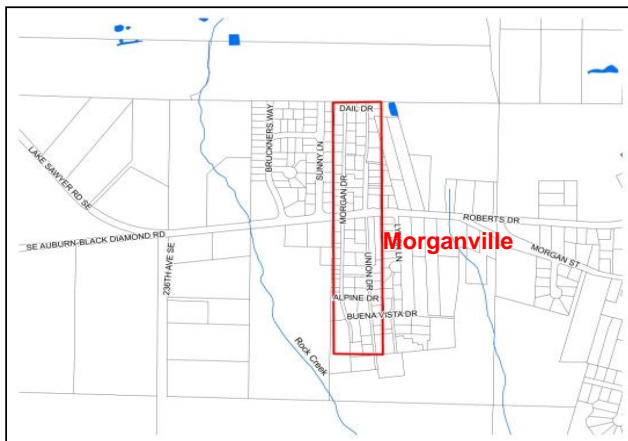 DAIL DR
BRUCKNERS WAY
SUNNY LN
LAKE SAWYER RD SE
MORGAN DR
ROBERTS DR
SE AUBURN-BLACK DIAMOND RD
Morganville
MORGAN ST
236TH AVE SE
UNION DR
LN
ALPINE DR
BUENA VISTA DR
Rock Creek